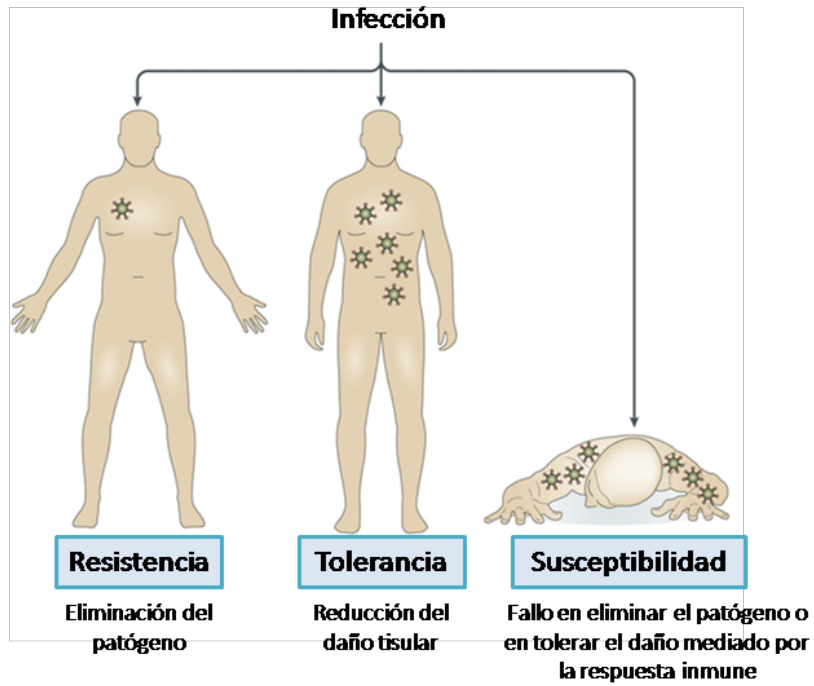 Infección
Resistencia
Eliminación del
patógeno
Tolerancia
Reducción del
daño tisular
Susceptibilidad
Fallo en eliminar el patógeno o
en tolerar el daño mediado por
la respuesta inmune